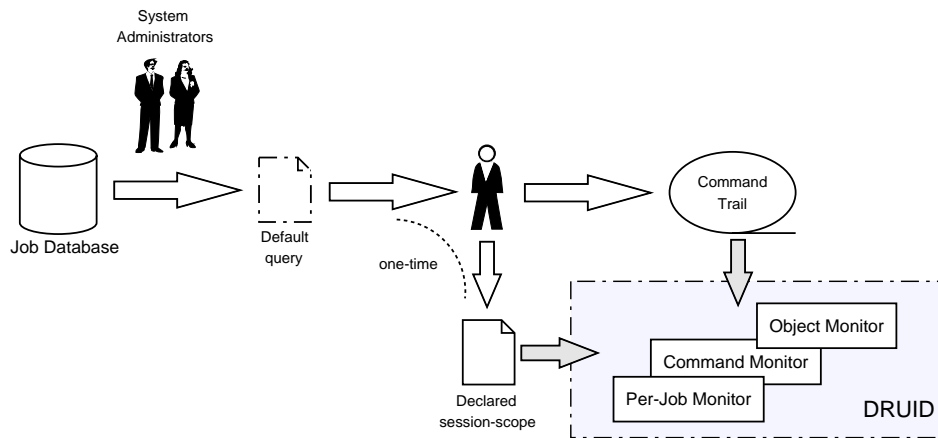 System
Administrators
Job Database
Default
query
one-time
Command
Trail
Declared
session-scope
Object Monitor
Command Monitor
Per-Job Monitor
DRUID